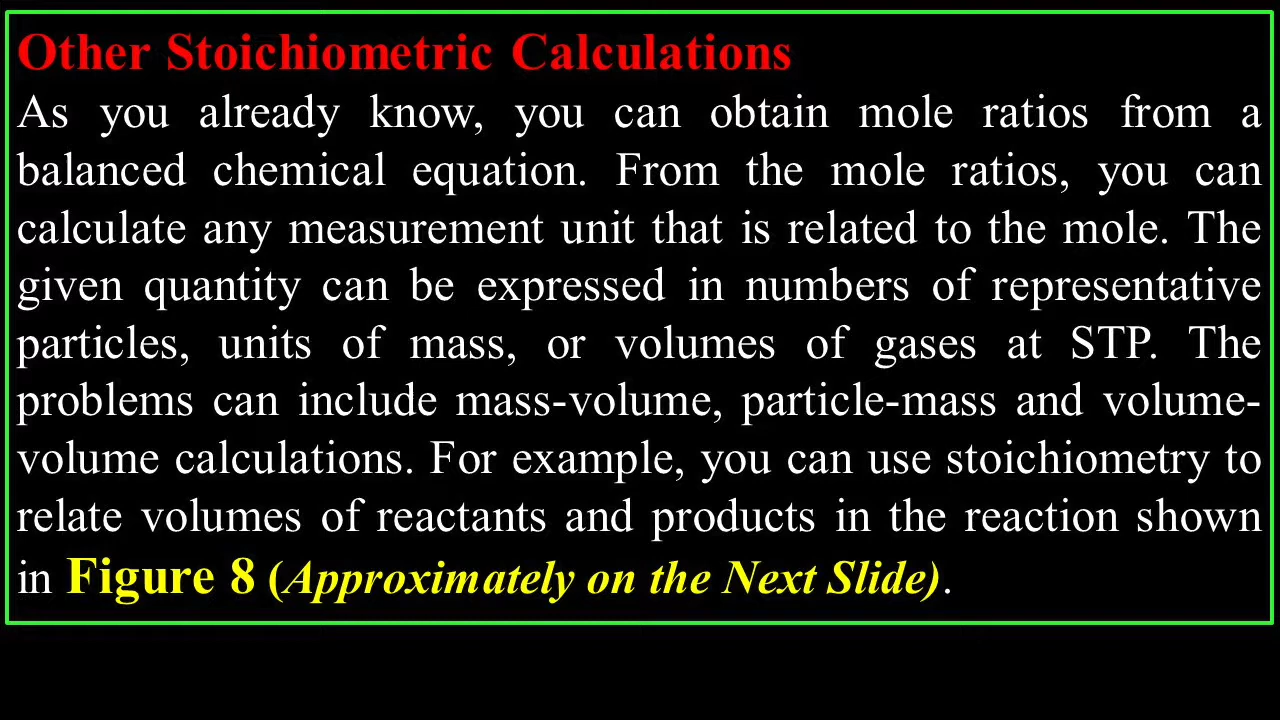 Other Stoichiometric Calculations
As you already know, you can obtain mole ratios from a
balanced chemical equation. From the mole ratios, you can
calculate any measurement unit that is related to the mole. The
given quantity can be expressed in numbers of representative
particles, units of mass, or volumes of gases at STP. The
problems can include mass-volume, particle-mass and volume-
volume calculations. For example, you can use stoichiometry to
relate volumes of reactants and products in the reaction shown
in Figure 8 (Approximately on the Next Slide).